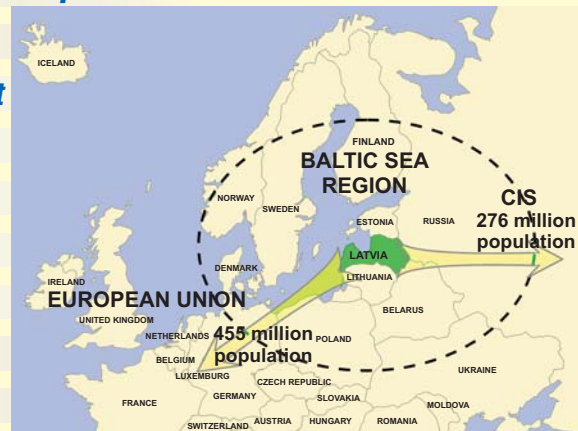 ICELAND
FINLAND
BALTIC SEA
REGION
NORWAY
SWEDEN
CIS
276 million
population
ESTONIA
RUSSIA
LATVIA
LITHUANIA
DENMARK
IRELAND
EUROPEAN UNION
UNITED KINGDOM
BELARUS
NETHERLANDS
455 million
population
POLAND
BELGIUM
LUXEMBURG
CZECH REPUBLIC
UKRAINE
GERMANY
SLOVAKIA
FRANCE
MOLDOVA
SWITZERLAND
AUSTRIA
HUNGARY
ROMANIA